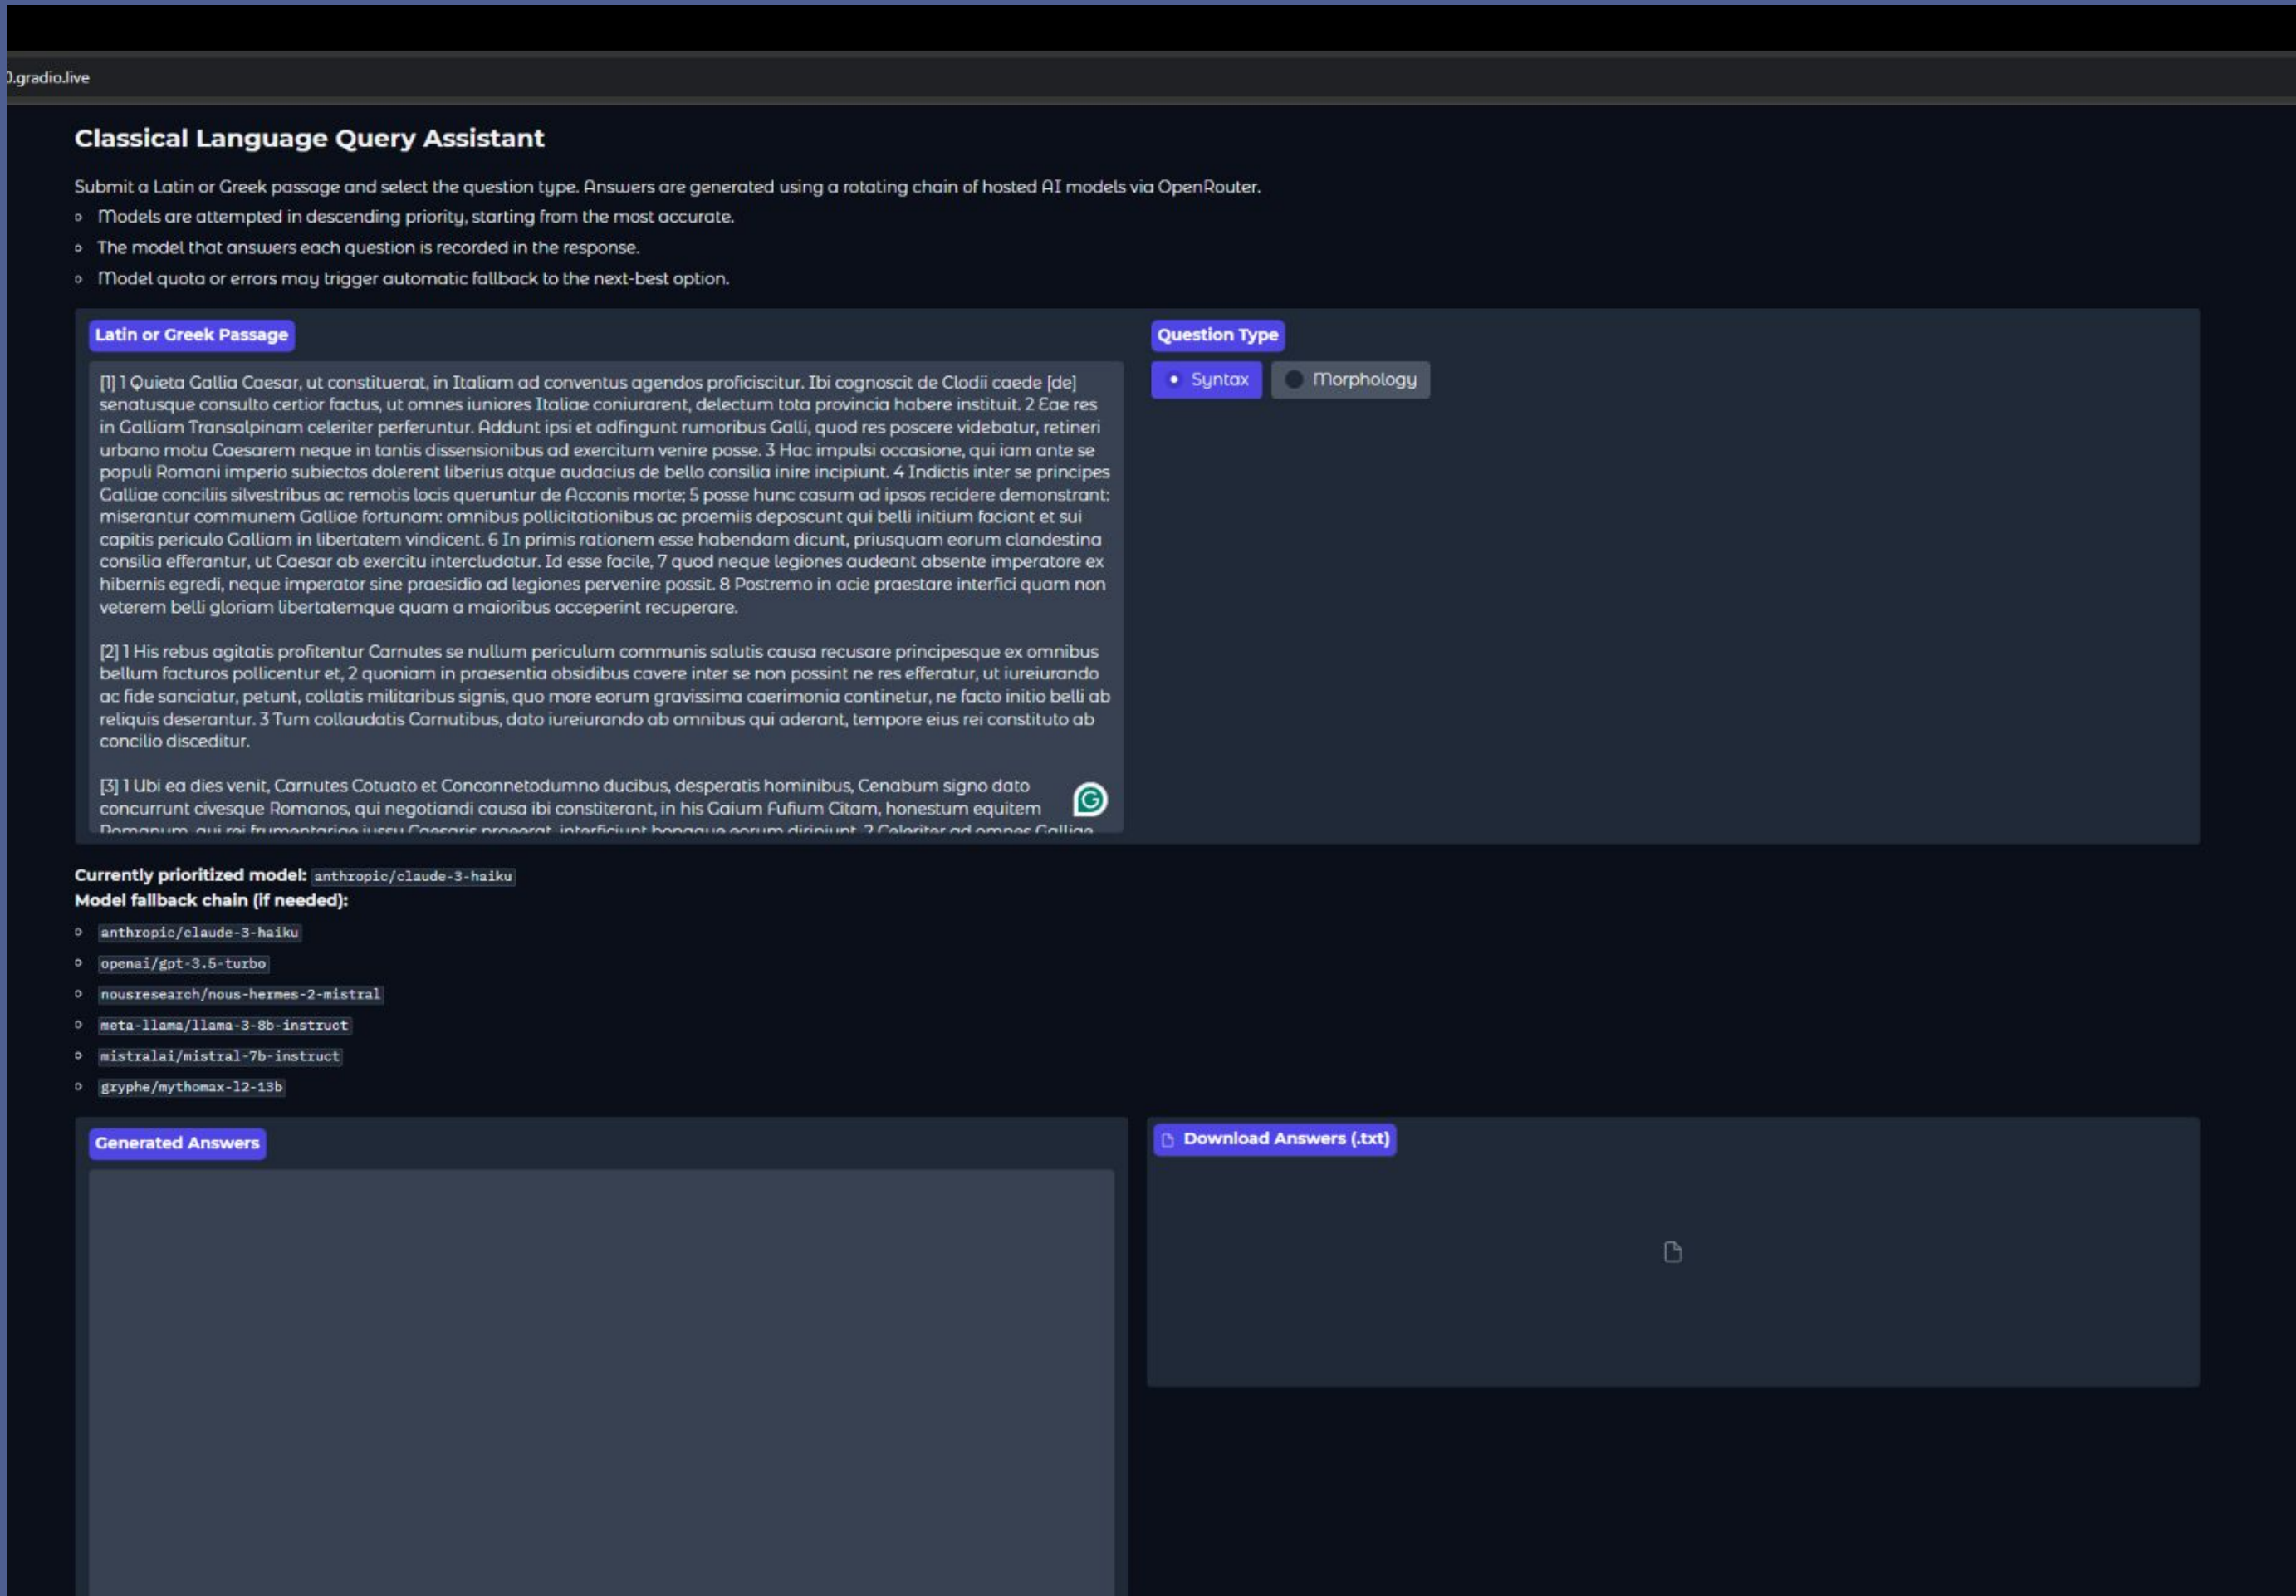 0.gradio.live
Classical Language Query Assistant
Submit a Latin or Greek passage and select the question type. Answers are generated using a rotating chain of hosted AI models via OpenRouter.
Models are attempted in descending priority, starting from the most accurate.
The model that answers each question is recorded in the response.
Model quota or errors may trigger automatic fallback to the next-best option.
Latin or Greek Passage
[1] 1 Quieta Gallia Caesar, ut constituerat, in Italiam ad conventus agendos proficiscitur. Ibi cognoscit de Clodii caede [de]
senatusque consulto certior factus, ut omnes iuniores Italiae coniurarent, delectum tota provincia habere instituit. 2 Eae res
in Galliam Transalpinam celeriter perferuntur. Addunt ipsi et adfingunt rumoribus Galli, quod res poscere videbatur, retineri
urbano motu Caesarem neque in tantis dissensionibus ad exercitum venire posse. 3 Hac impulsi occasione, qui iam ante se
populi Romani imperio subiectos dolerent liberius atque audacius de bello consilia inire incipiunt. 4 Indictis inter se principes
Galliae conciliis silvestribus ac remotis locis queruntur de Acconis morte; 5 posse hunc casum ad ipsos recidere demonstrant:
miserantur communem Galliae fortunam: omnibus pollicitationibus ac praemiis deposcunt qui belli initium faciant et sui
capitis periculo Galliam in libertatem vindicent. 6 In primis rationem esse habendam dicunt, priusquam eorum clandestina
consilia efferantur, ut Caesar ab exercitu intercludatur. Id esse facile, 7 quod neque legiones audeant absente imperatore ex
hibernis egredi, neque imperator sine praesidio ad legiones pervenire possit. 8 Postremo in acie praestare interfici quam non
veterem belli gloriam libertatemque quam a maioribus acceperint recuperare.
[2] 1 His rebus agitatis profitentur Carnutes se nullum periculum communis salutis causa recusare principesque ex omnibus
bellum facturos pollicentur et, 2 quoniam in praesentia obsidibus cavere inter se non possint ne res efferatur, ut iureiurando
ac fide sanciatur, petunt, collatis militaribus signis, quo more eorum gravissima caerimonia continetur, ne facto initio belli ab
reliquis deserantur. 3 Tum collaudatis Carnutibus, dato iureiurando ab omnibus qui aderant, tempore eius rei constituto ab
concilio disceditur.
[3] 1 Ubi ea dies venit, Carnutes Cotuato et Conconnetodumno ducibus, desperatis hominibus, Cenabum signo dato
concurrunt civesque Romanos, qui negotiandi causa ibi constiterant, in his Gaium Fufium Citam, honestum equitem
Romanum, qui rei frumentariae iussu Caesaris praeerat, interficiunt bonaque eorum diripiunt. 2 Celeriter ad omnes Galliae
Question Type
Syntax
Morphology
Currently prioritized model: anthropic/claude-3-haiku
Model fallback chain (if needed):
anthropic/claude-3-haiku
openai/gpt-3.5-turbo
nousresearch/nous-hermes-2-mistral
meta-llama/llama-3-8b-instruct
mistralai/mistral-7b-instruct
gryphe/mythomax-l2-13b
Generated Answers
Download Answers (.txt)